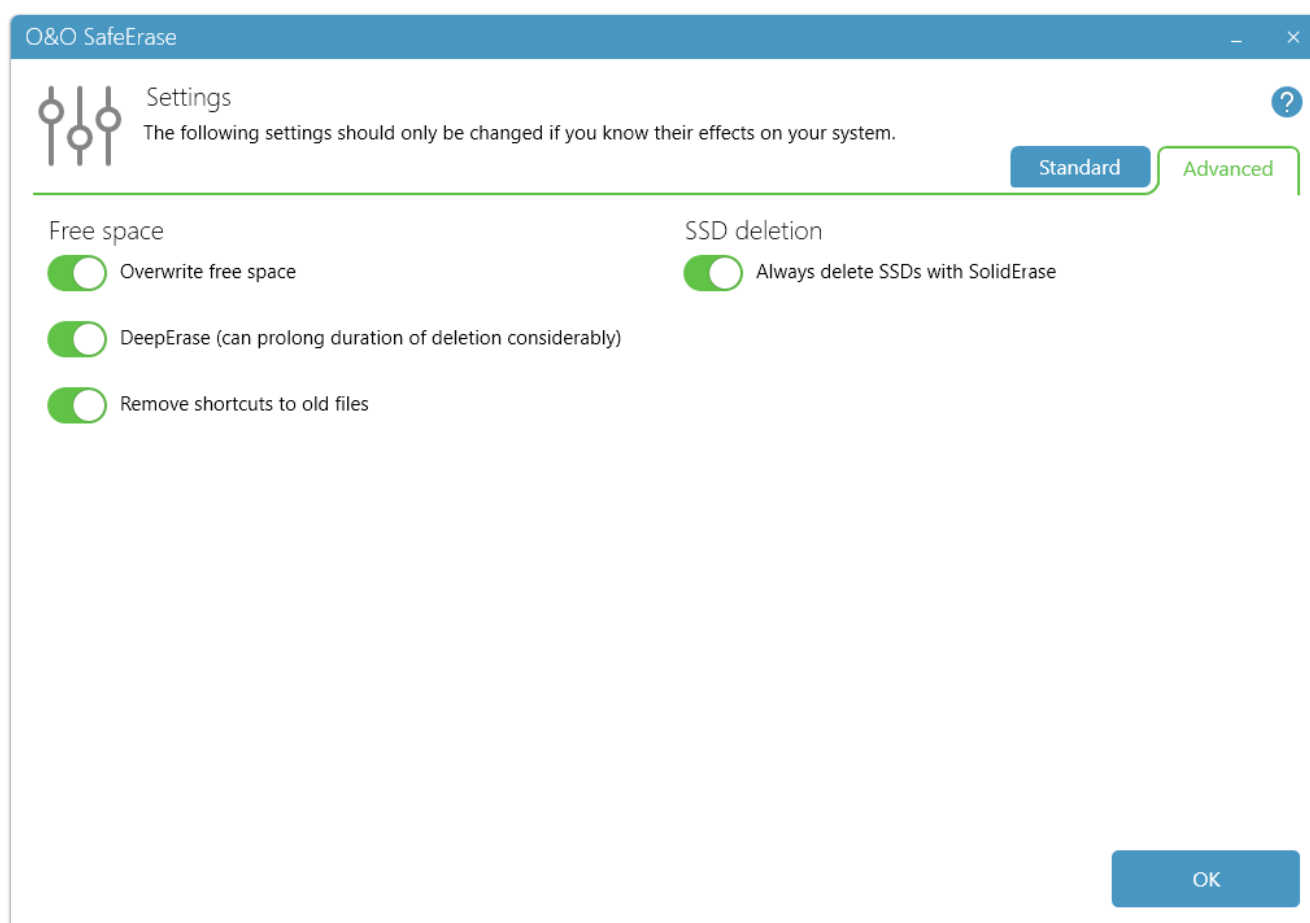 O&O SafeErase
Settings
The following settings should only be changed if you know their effects on your system.
Standard
Advanced
Free space
Overwrite free space
DeepErase (can prolong duration of deletion considerably)
Remove shortcuts to old files
SSD deletion
Always delete SSDs with SolidErase
OK